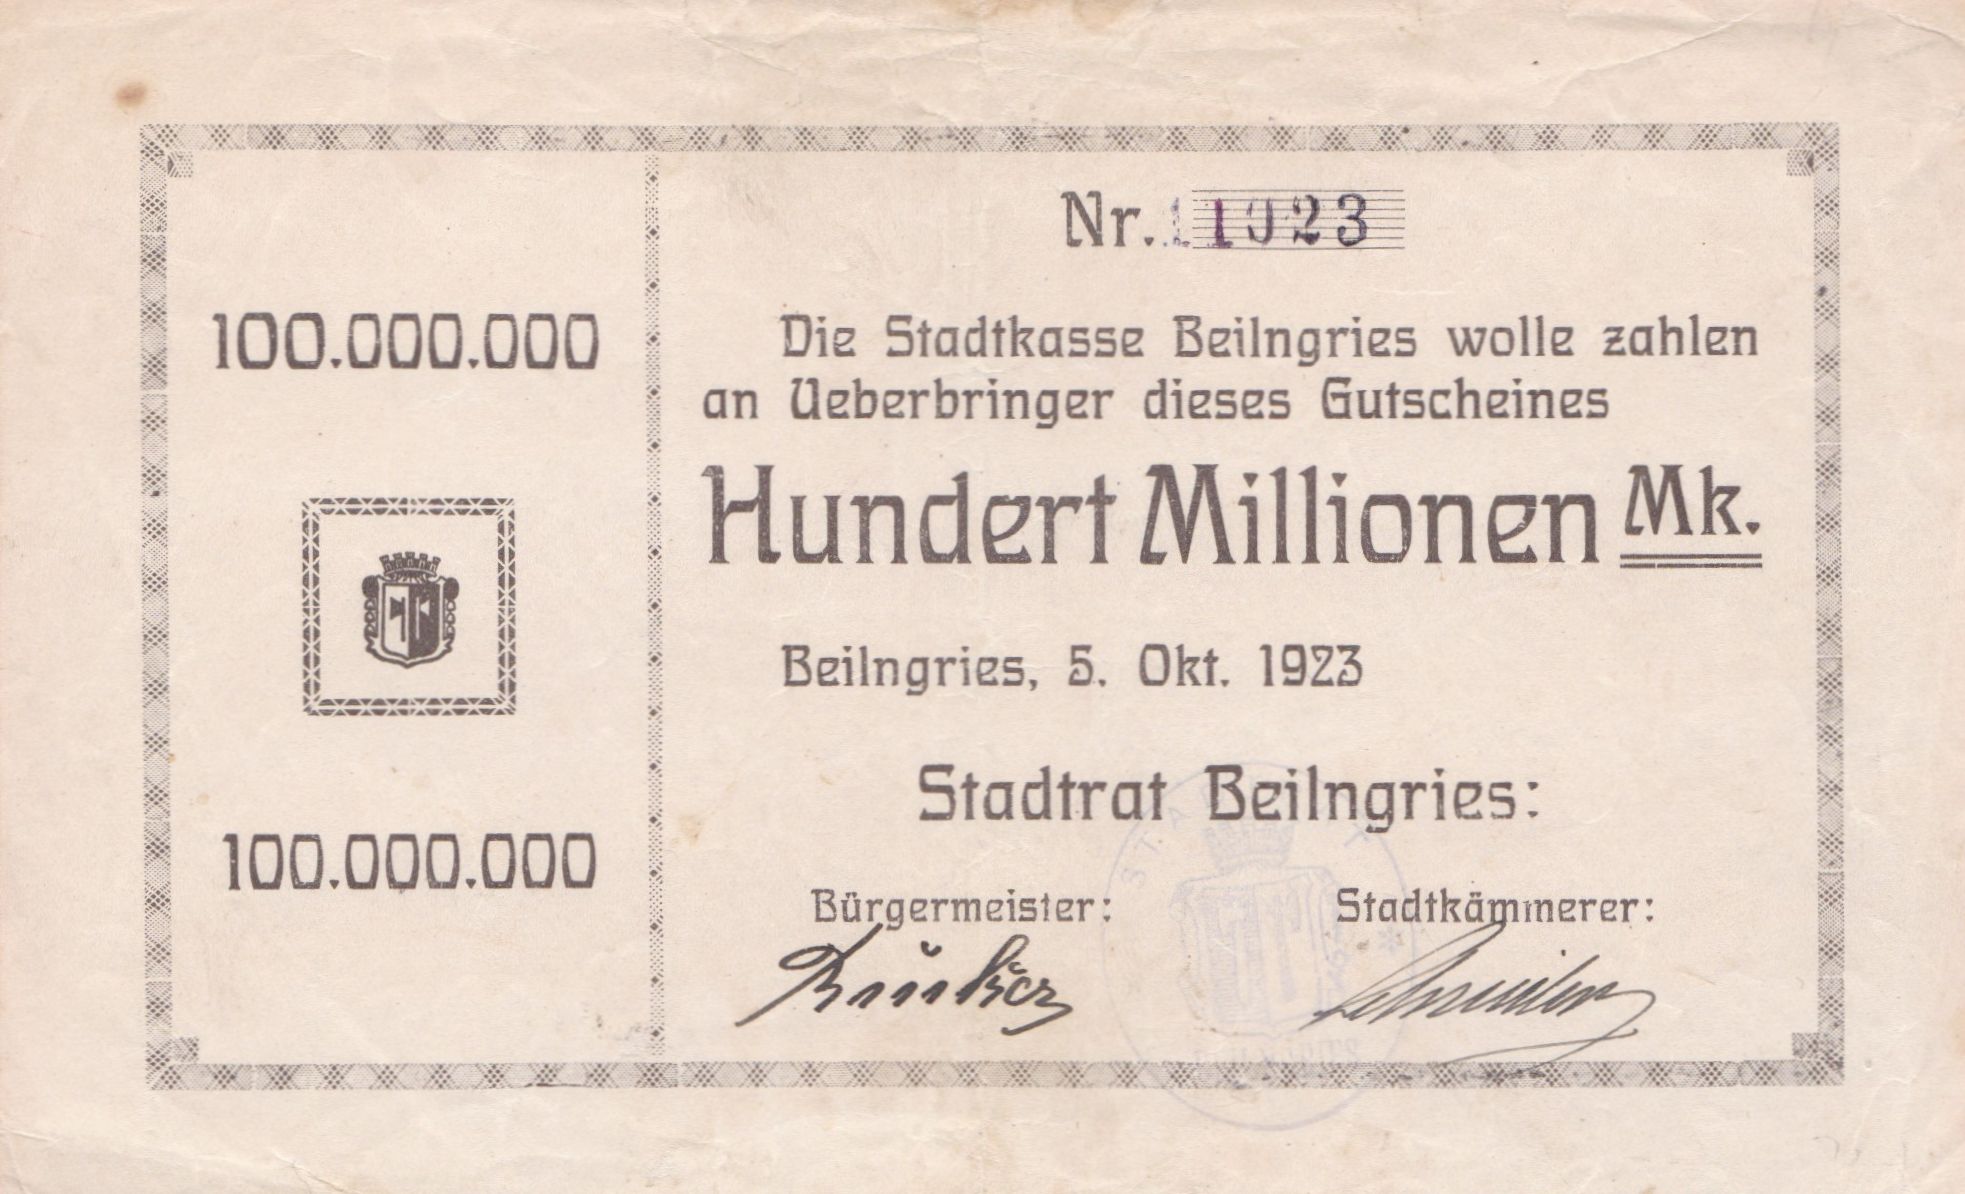 Nr. 11923
100.000.000
Die Stadtkasse Beilngries wolle zahlen
an Ueberbringer dieses Gutscheines
Hundert Millionen Mk.
Beilngries, 5. Okt. 1923
Stadtrat Beilngries:
100.000.000
Bürgermeister:
Stadtkämmerer: